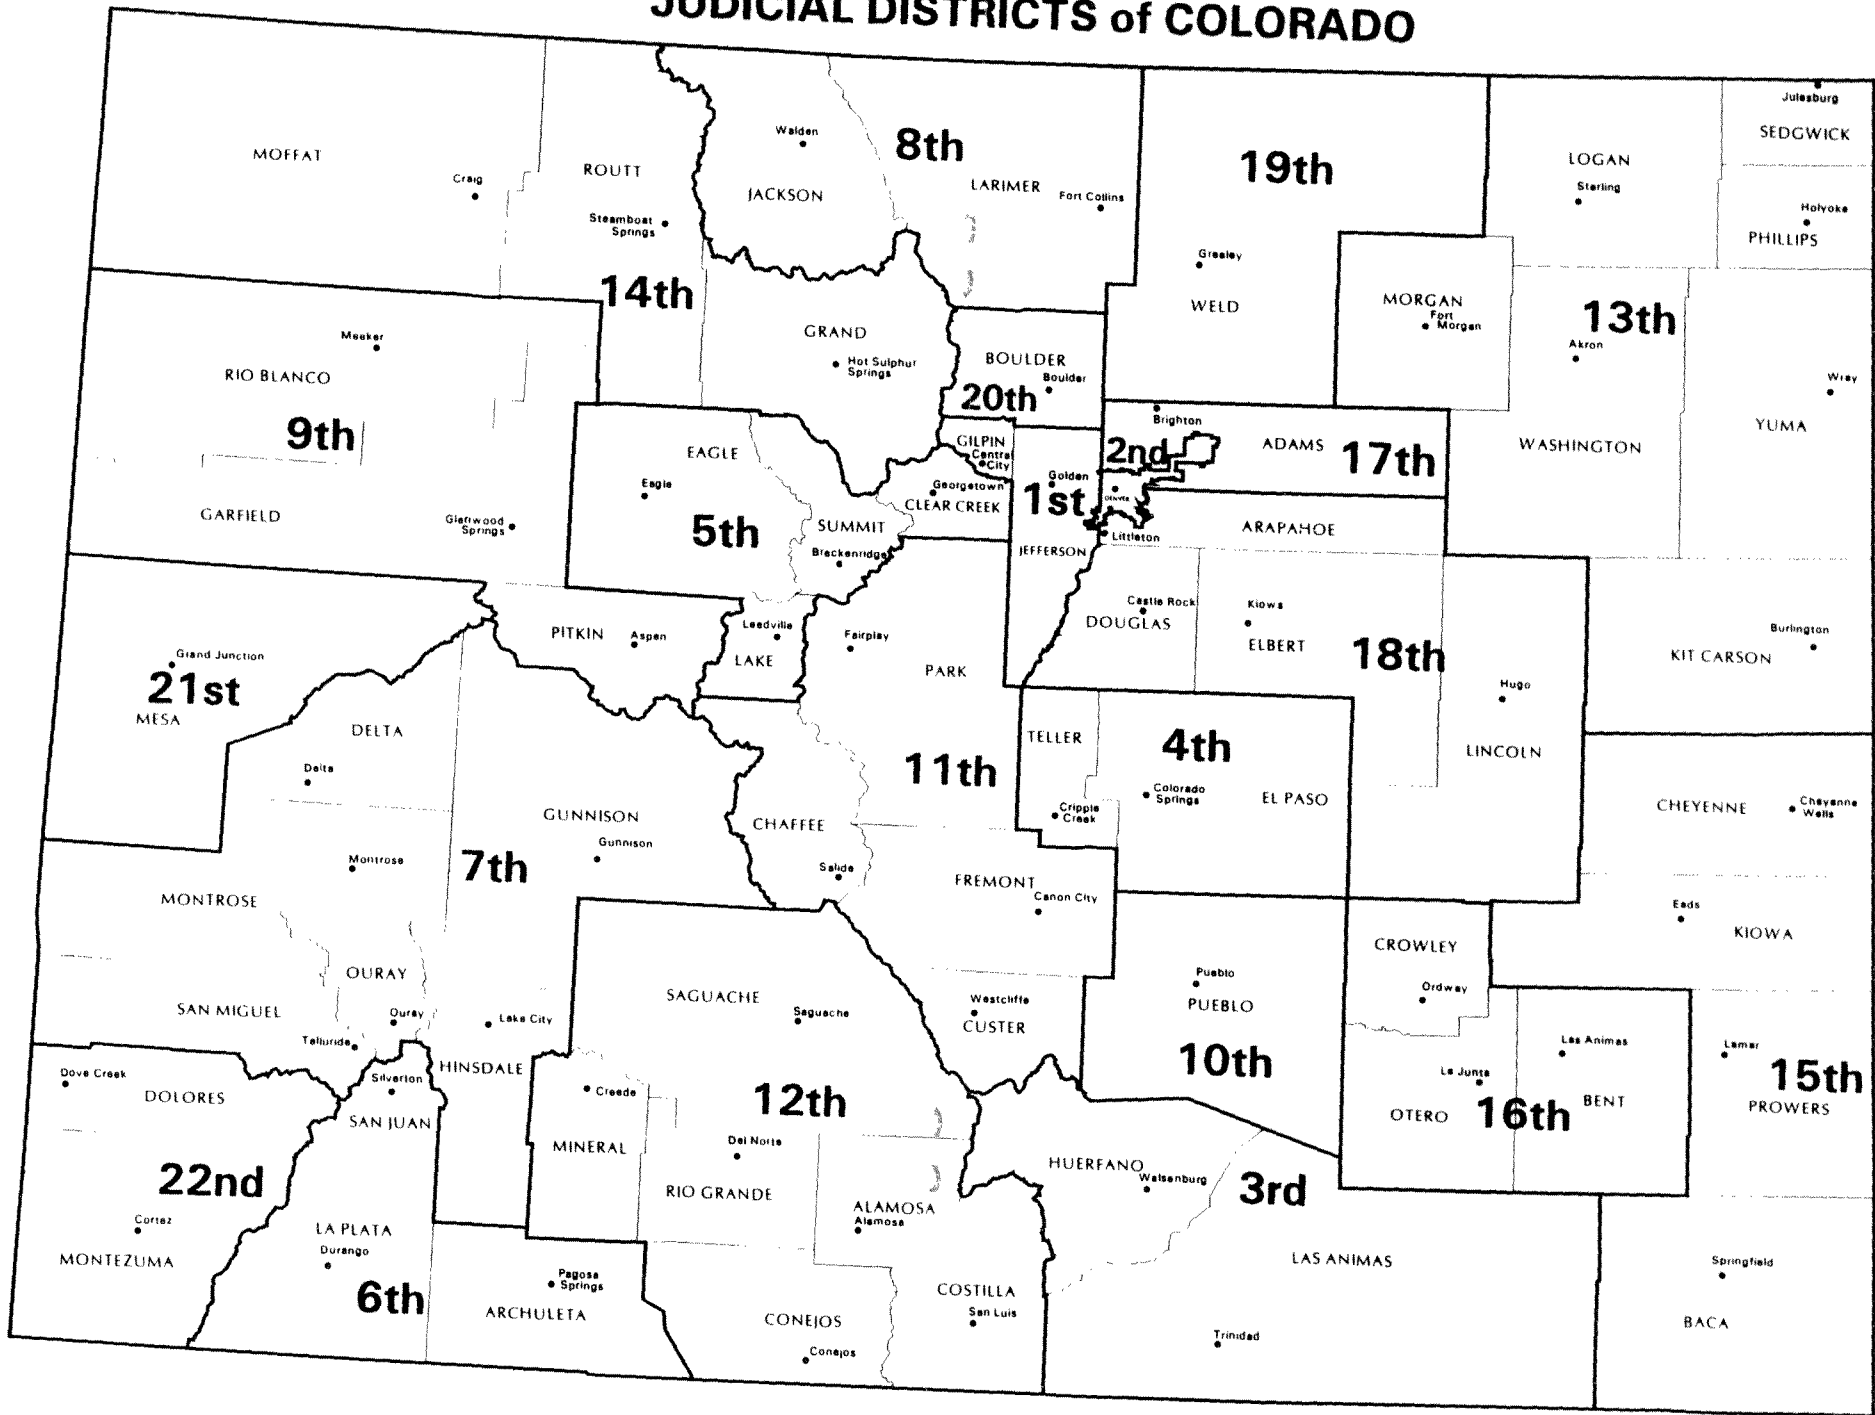 JUDICIAL DISTRICTS of COLORADO
Julesburg
SEDGWICK
MOFFAT
Craig
ROUTT
Steamboat
Springs
Walden
JACKSON
8th
LARIMER
Fort Collins
19th
LOGAN
Sterling
Holyoke
PHILLIPS
14th
Greeley
WELD
MORGAN
Fort
Morgan
13th
Akron
Wray
YUMA
WASHINGTON
Meeker
RIO BLANCO
9th
GRAND
Hot Sulphur
Springs
BOULDER
Boulder
20th
Brighton
2nd
ADAMS
17th
GARFIELD
Glenwood
Springs
EAGLE
Eagle
5th
SUMMIT
Breckenridge
GILPIN
Central
City
Georgetown
CLEAR CREEK
Golden
1st
JEFFERSON
DENVER
Littleton
ARAPAHOE
PITKIN
Aspen
Leedville
LAKE
Fairplay
PARK
Castle Rock
DOUGLAS
Kiowa
ELBERT
18th
Hugo
LINCOLN
Burlington
KIT CARSON
Grand Junction
21st
MESA
DELTA
Delta
GUNNISON
Gunnison
7th
CHAFFEE
Salida
11th
TELLER
Cripple
Creek
4th
Colorado
Springs
EL PASO
CHEYENNE
Cheyenne
Wells
Montrose
MONTROSE
FREMONT
Canon City
Eads
KIOWA
OURAY
Ouray
SAN MIGUEL
Telluride
Lake City
HINSDALE
SAGUACHE
Saguache
Westcliffe
CUSTER
Pueblo
PUEBLO
10th
CROWLEY
Ordway
Las Animas
BENT
La Junta
OTERO
16th
Lamar
15th
PROWERS
Dove Creek
DOLORES
Silverton
SAN JUAN
Creede
MINERAL
12th
Del Norte
RIO GRANDE
ALAMOSA
Alamosa
HUERFANO
Walsenburg
3rd
22nd
Cortez
MONTEZUMA
LA PLATA
Durango
6th
Pagosa
Springs
ARCHULETA
CONEJOS
Conejos
COSTILLA
San Luis
LAS ANIMAS
Trinidad
Springfield
BACA